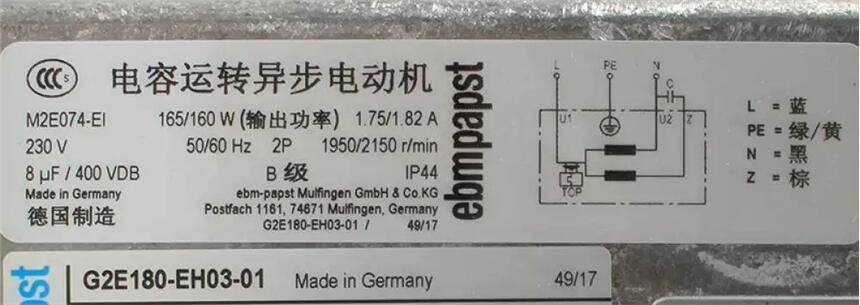 CCC S 电容运转异步电动机
M2E074-EI 165/160 W (输出功率) 1.75/1.82 A
230 V 50/60 Hz 2P 1950/2150 r/min
8 µF / 400 VDB B 级 IP44
Made in Germany ebm-papst Mulfingen GmbH & Co.KG
德国制造 Postfach 1161, 74671 Mulfingen, Germany
G2E180-EH03-01 / 49/17
ebmpapst
L PE N
C
U1 U2 Z
TOP
L = 蓝
PE = 绿/黄
N = 黑
Z = 棕
pst
G2E180-EH03-01 Made in Germany 49/17